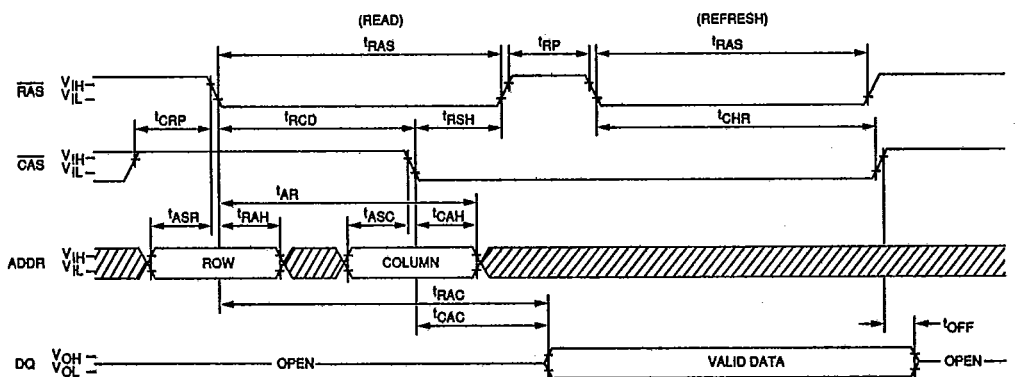 (READ) (REFRESH)
tRAS tRP tRAS
RAS VIH VIL
tCRP tRCD tRSH tCHR
CAS VIH VIL
tAR
tASR tRAH tASC tCAH
ADDR VIH VIL ROW COLUMN
tRAC
tCAC tOFF
DQ VOH VOL OPEN VALID DATA OPEN